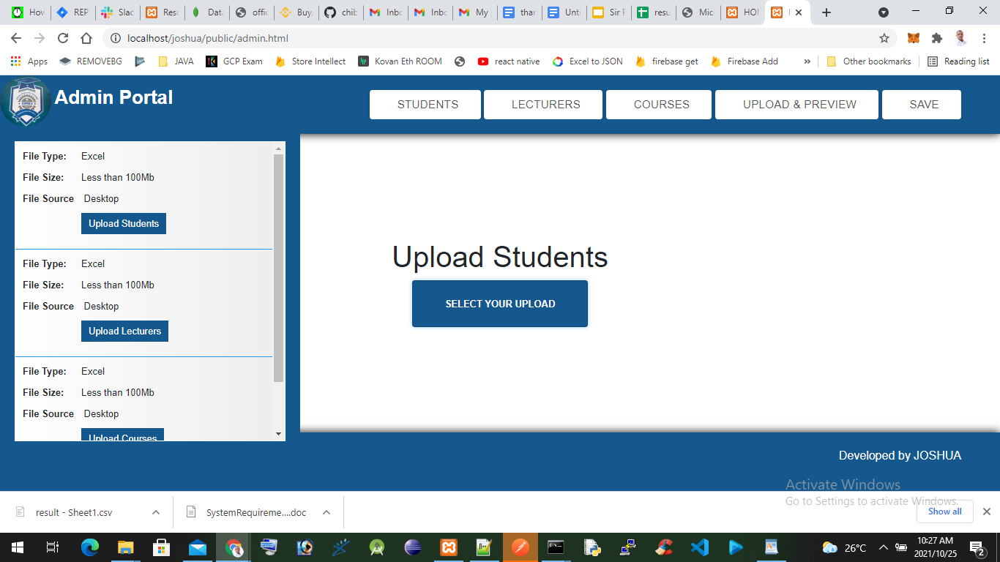 How
REP
Slac
Resu
Data
offic
Buy
chib
Inbo
Inbo
My
thar
Unti
Sir F
resu
Micr
HO
localhost/joshua/public/admin.html
Apps
REMOVEBG
JAVA
GCP Exam
Store Intellect
Kovan Eth ROOM
react native
Excel to JSON
firebase get
Firebase Add
»
Other bookmarks
Reading list
Admin Portal
STUDENTS
LECTURERS
COURSES
UPLOAD & PREVIEW
SAVE
File Type: Excel
File Size: Less than 100Mb
File Source Desktop
Upload Students
File Type: Excel
File Size: Less than 100Mb
File Source Desktop
Upload Lecturers
File Type: Excel
File Size: Less than 100Mb
File Source Desktop
Upload Courses
Upload Students
SELECT YOUR UPLOAD
Developed by JOSHUA
Activate Windows
Go to Settings to activate Windows.
result - Sheet1.csv
SystemRequireme....doc
Show all
26°C
10:27 AM
2021/10/25
2